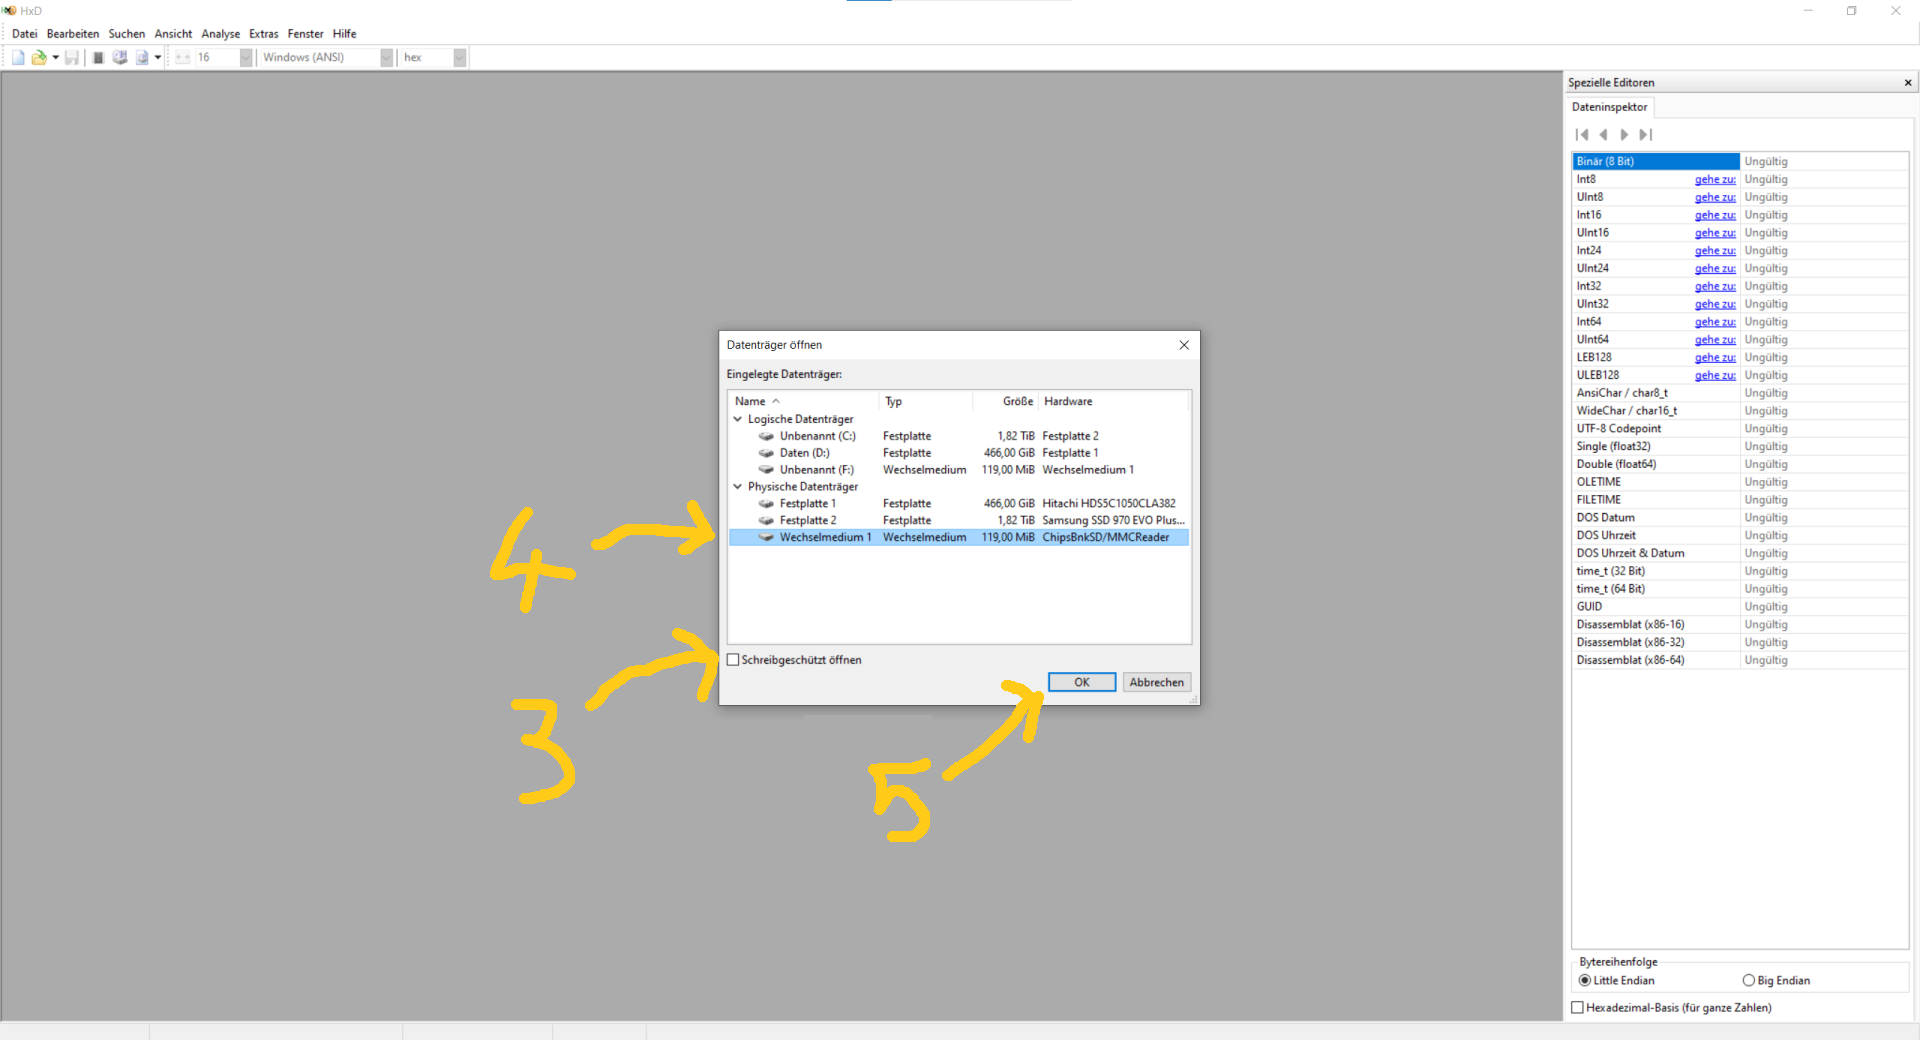 HxD
Datei Bearbeiten Suchen Ansicht Analyse Extras Fenster Hilfe
16 Windows (ANSI) hex
Spezielle Editoren
Dateninspektor
Binär (8 Bit) Ungültig
Int8 gehe zu: Ungültig
UInt8 gehe zu: Ungültig
Int16 gehe zu: Ungültig
UInt16 gehe zu: Ungültig
Int24 gehe zu: Ungültig
UInt24 gehe zu: Ungültig
Int32 gehe zu: Ungültig
UInt32 gehe zu: Ungültig
Int64 gehe zu: Ungültig
UInt64 gehe zu: Ungültig
LEB128 gehe zu: Ungültig
ULEB128 gehe zu: Ungültig
AnsiChar / char8_t Ungültig
WideChar / char16_t Ungültig
UTF-8 Codepoint Ungültig
Single (float32) Ungültig
Double (float64) Ungültig
OLETIME Ungültig
FILETIME Ungültig
DOS Datum Ungültig
DOS Uhrzeit Ungültig
DOS Uhrzeit & Datum Ungültig
time_t (32 Bit) Ungültig
time_t (64 Bit) Ungültig
GUID Ungültig
Disassemblat (x86-16) Ungültig
Disassemblat (x86-32) Ungültig
Disassemblat (x86-64) Ungültig
Bytereihenfolge
Little Endian Big Endian
Hexadezimal-Basis (für ganze Zahlen)
Datenträger öffnen
Eingelegte Datenträger:
Name Typ Größe Hardware
Logische Datenträger
Unbenannt (C:) Festplatte 1,82 TiB Festplatte 2
Daten (D:) Festplatte 466,00 GiB Festplatte 1
Unbenannt (F:) Wechselmedium 119,00 MiB Wechselmedium 1
Physische Datenträger
Festplatte 1 Festplatte 466,00 GiB Hitachi HDS5C1050CLA382
Festplatte 2 Festplatte 1,82 TiB Samsung SSD 970 EVO Plus...
Wechselmedium 1 Wechselmedium 119,00 MiB ChipsBnkSD/MMCReader
Schreibgeschützt öffnen
OK Abbrechen
4
3
5